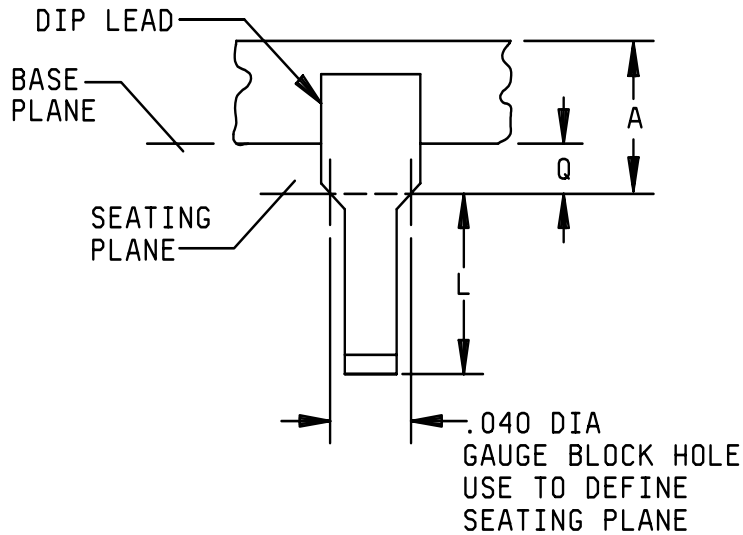 DIP LEAD
BASE
PLANE
A
Q
SEATING
PLANE
L
.040 DIA
GAUGE BLOCK HOLE
USE TO DEFINE
SEATING PLANE